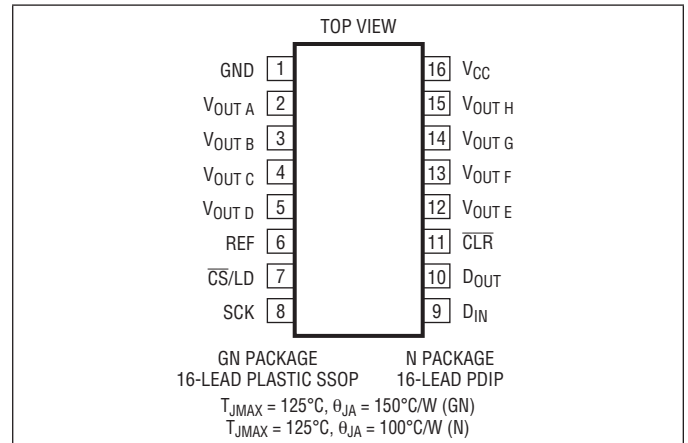 TOP VIEW
GND 1 16 VCC
VOUT A 2 15 VOUT H
VOUT B 3 14 VOUT G
VOUT C 4 13 VOUT F
VOUT D 5 12 VOUT E
REF 6 11 C̅L̅R̅
C̅S̅/LD 7 10 DOUT
SCK 8 9 DIN
GN PACKAGE N PACKAGE
16-LEAD PLASTIC SSOP 16-LEAD PDIP
TJMAX = 125°C, θJA = 150°C/W (GN)
TJMAX = 125°C, θJA = 100°C/W (N)